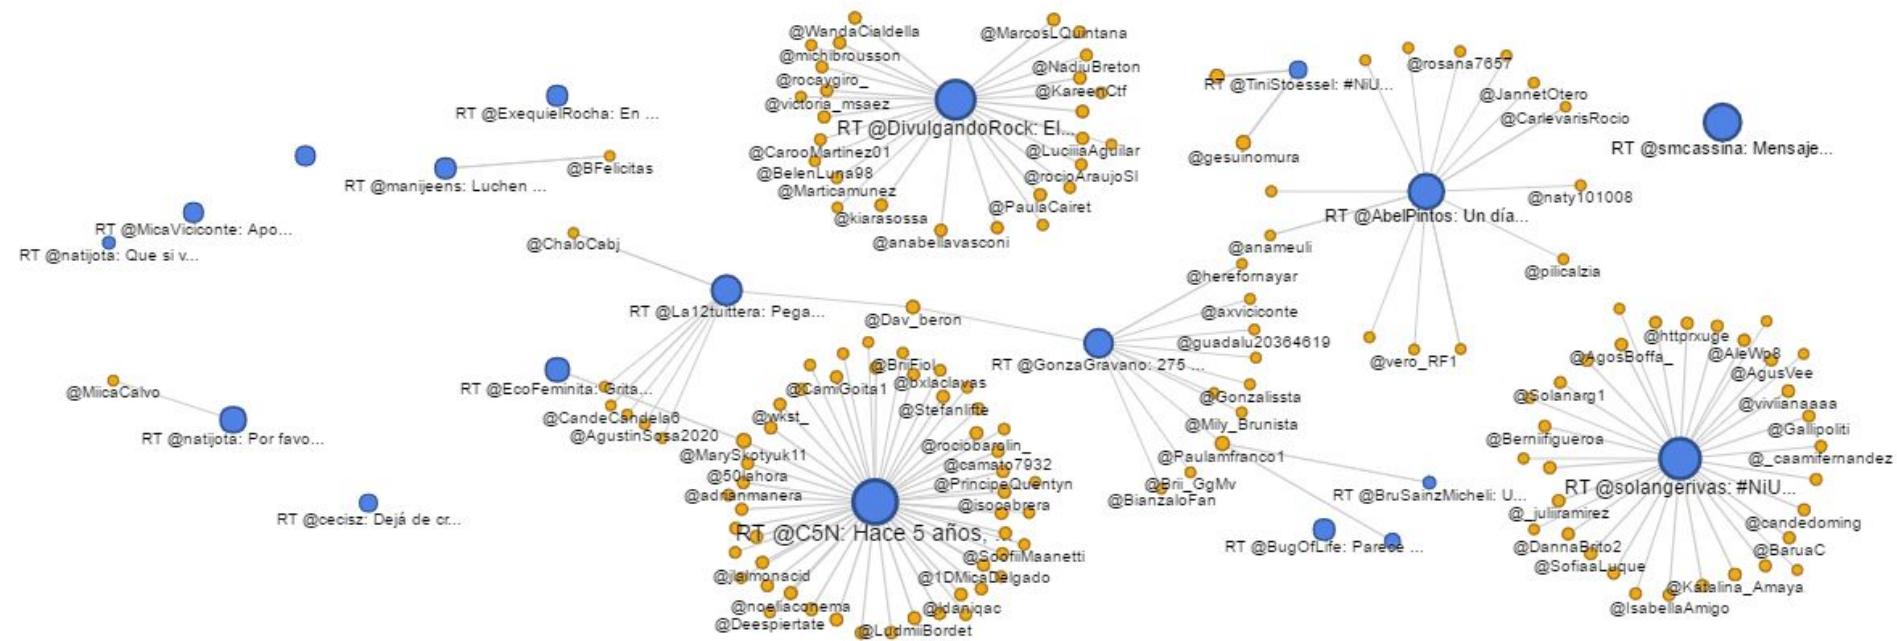 @WandaCialdella
@MarcosLQuintana
@michibrousson
@rosana7657
@NadiuBreton
@rocaygiro_
RT @TiniStoessel: #NiU...
@KareenCtf
@JannetOtero
@victoria_msaez
RT @ExequielRocha: En ...
@CarlevarisRocio
RT @DivulgandoRock: El...
RT @smcassina: Mensaje...
@CarooMartinez01
@LuciiiaAguilar
@gesuinomura
@BFelicitas
@BelenLuna98
@rocioAraujoSl
RT @manijeens: Luchen ...
@Marticamunez
@naty101008
@PaulaCairet
@kiarasossa
RT @AbelPintos: Un día...
RT @MicaViciconte: Apo...
@ChaloCabj
@anabellavasconi
@anameuli
RT @natijota: Que si v...
@herefornayar
@pilicalzia
RT @La12tuittera: Pega...
@axviciconte
@Dav_beron
@httprxuge
@guadalu20364619
@AleWp8
@AgosBoffa_
@vero_RF1
RT @GonzaGravano: 275 ...
@BriiFiol
@AgusVee
@bxlaclavas
@CamiGoita1
RT @EcoFeminita: Grita...
@MiicaCalvo
@Solanarg1
@Gonzalissta
@viviianaaaa
@Stefanlifte
@wkst_
@CandeCandela6
@Mily_Brunista
@Gallipoliti
@AgustinSosa2020
RT @natijota: Por favo...
@Berniifigueroa
@rociobarolin_
@MarySkotyuk11
@Paulamfranco1
@_caamifernandez
@camato7932
@50lahora
@PrincipeQuentyn
@Brii_GgMv
RT @solangerivas: #NiU...
@adrianmanera
RT @BruSainzMicheli: U...
@BianzaloFan
@isocabrera
@_juliiramirez
RT @cecisz: Dejá de cr...
@candedoming
RT @C5N: Hace 5 años, ...
RT @BugOfLife: Parece ...
@DannaBrito2
@BaruaC
@SoofiiMaanetti
@SofiaaLuque
@jlalmonacid
@1DMicaDelgado
@Katalina_Amaya
@noeliaconema
@ldaniqac
@IsabellaAmigo
@Deespiertate
@LudmiiBordet